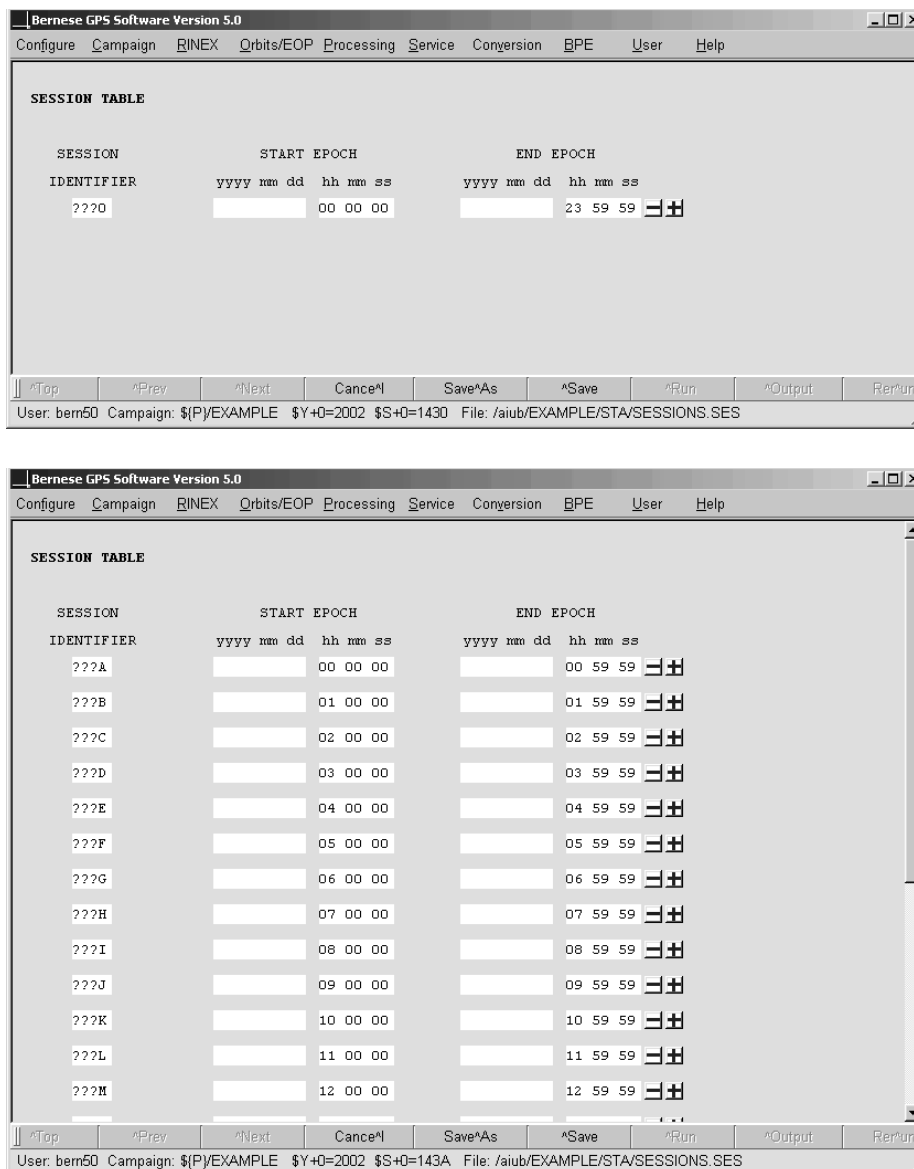 Bernese GPS Software Version 5.0
Configure Campaign RINEX Orbits/EOP Processing Service Conversion BPE User Help
SESSION TABLE
SESSION START EPOCH END EPOCH
IDENTIFIER yyyy mm dd hh mm ss yyyy mm dd hh mm ss
???0 00 00 00 23 59 59
^Top ^Prev ^Next Cance^l Save^As ^Save ^Run ^Output Rer^un
User: bern50 Campaign: ${P}/EXAMPLE $Y+0=2002 $S+0=1430 File: /aiub/EXAMPLE/STA/SESSIONS.SES
Bernese GPS Software Version 5.0
Configure Campaign RINEX Orbits/EOP Processing Service Conversion BPE User Help
SESSION TABLE
SESSION START EPOCH END EPOCH
IDENTIFIER yyyy mm dd hh mm ss yyyy mm dd hh mm ss
???A 00 00 00 00 59 59
???B 01 00 00 01 59 59
???C 02 00 00 02 59 59
???D 03 00 00 03 59 59
???E 04 00 00 04 59 59
???F 05 00 00 05 59 59
???G 06 00 00 06 59 59
???H 07 00 00 07 59 59
???I 08 00 00 08 59 59
???J 09 00 00 09 59 59
???K 10 00 00 10 59 59
???L 11 00 00 11 59 59
???M 12 00 00 12 59 59
^Top ^Prev ^Next Cance^l Save^As ^Save ^Run ^Output Rer^un
User: bern50 Campaign: ${P}/EXAMPLE $Y+0=2002 $S+0=143A File: /aiub/EXAMPLE/STA/SESSIONS.SES